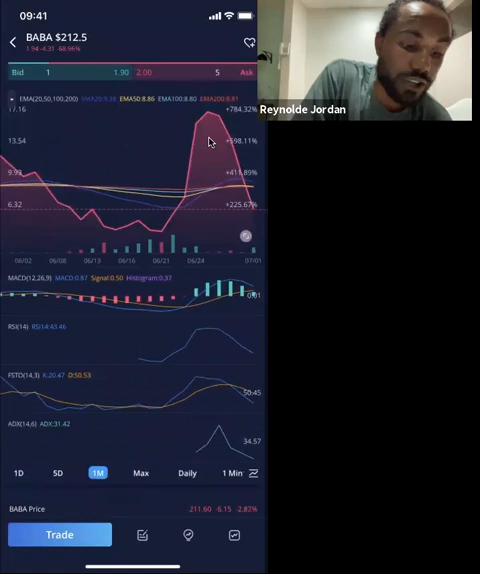 09:41
BABA $212.5
1.94 -4.31 -68.96%
Bid 1 1.90 2.00 5 Ask
EMA(20,50,100,200) EMA50:8.86 EMA100:8.80 EMA200:8.81
17.16 +784.32%
13.54 +598.11%
9.93 +411.89%
6.32 +225.67%
06/02 06/08 06/13 06/16 06/21 06/24 07/01
MACD(12,26,9) MACD:0.87 Signal:0.50 Histogram:0.37
0.01
RSI(14) RSI14:43.46
FSTO(14,3) K:20.47 D:50.53
50.45
ADX(14,6) ADX:31.42
34.57
1D 5D 1M Max Daily 1 Min
BABA Price 211.60 -6.15 -2.82%
Trade
Reynolde Jordan